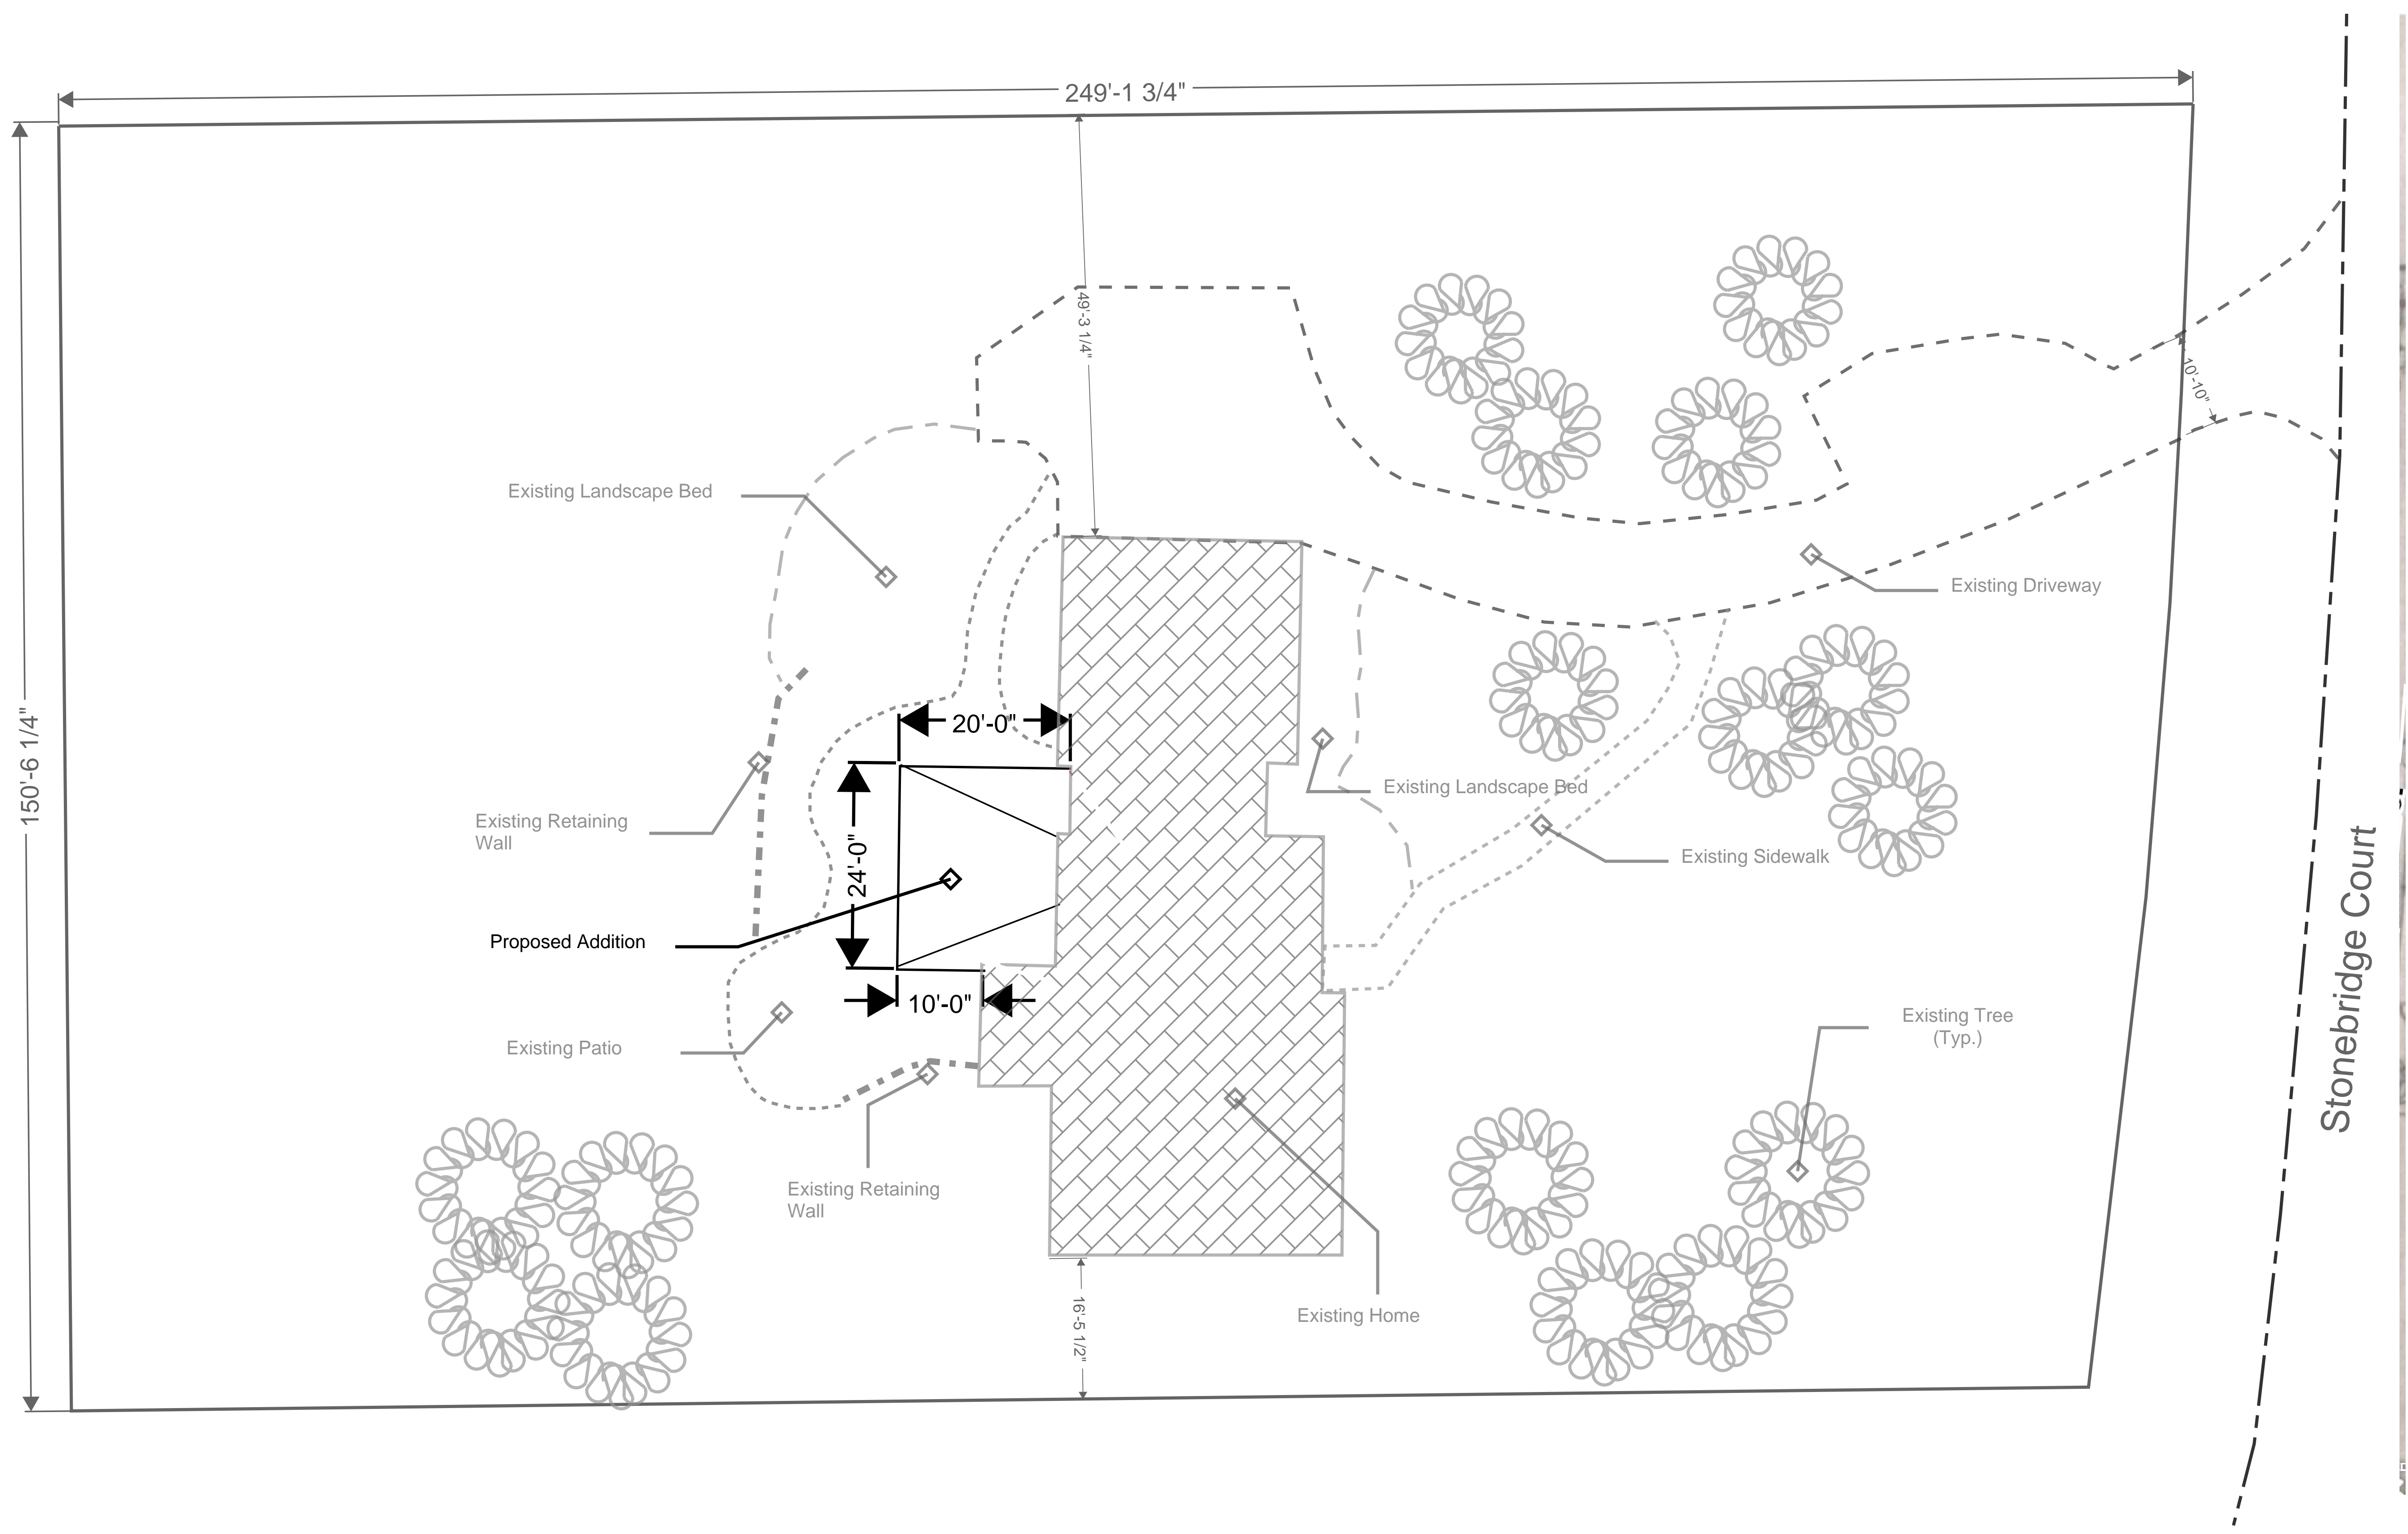 249'-1 3/4"
49'-3 1/4"
10'-10"
Existing Landscape Bed
Existing Driveway
20'-0"
150'-6 1/4"
Existing Landscape Bed
Existing Retaining
Wall
24'-0"
Existing Sidewalk
Stonebridge Court
Proposed Addition
10'-0"
Existing Tree
(Typ.)
Existing Patio
Existing Retaining
Wall
Existing Home
16'-5 1/2"